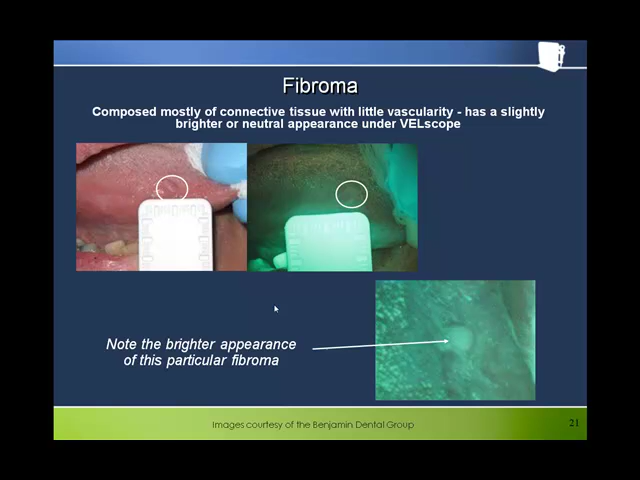 Fibroma
Composed mostly of connective tissue with little vascularity - has a slightly
brighter or neutral appearance under VELscope
Note the brighter appearance
of this particular fibroma
Images courtesy of the Benjamin Dental Group
21